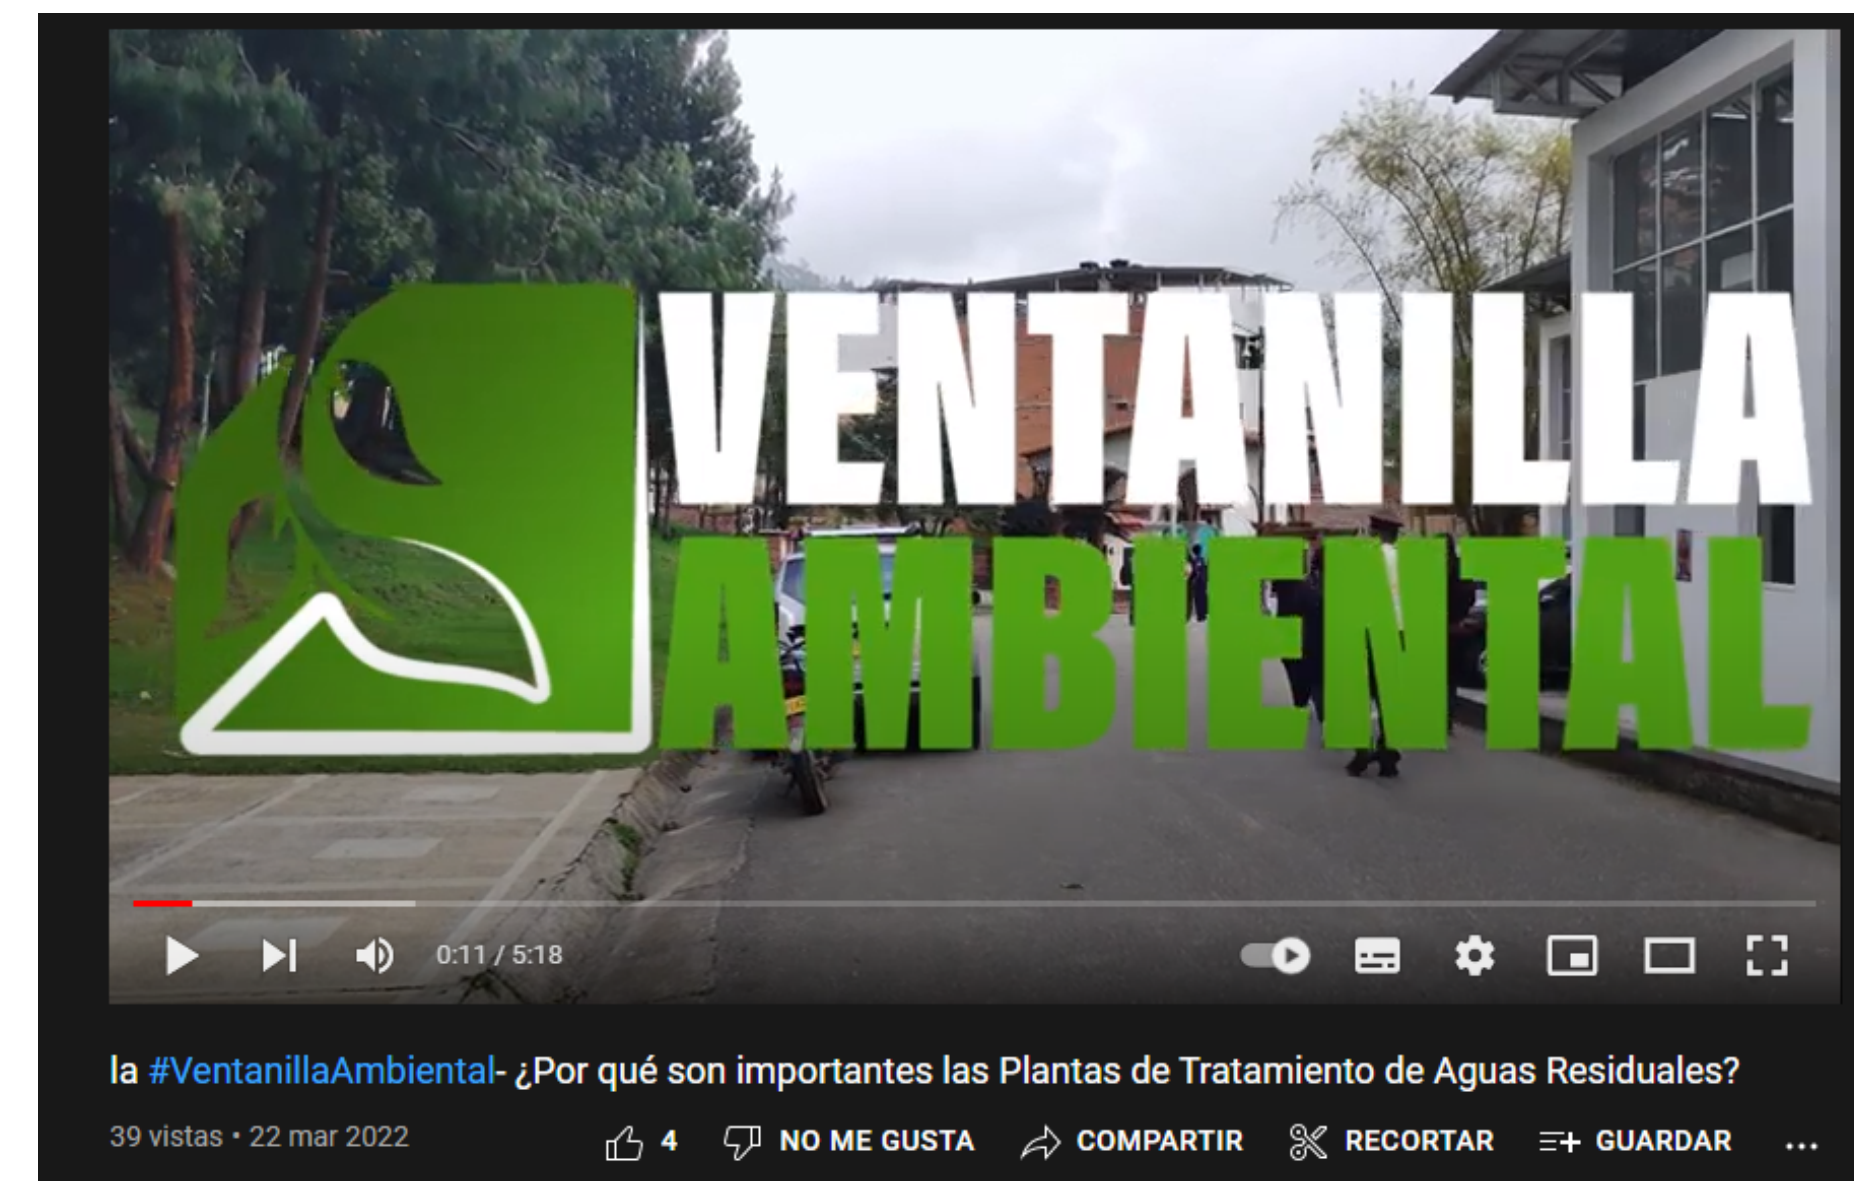 VENTANILLA
AMBIENTAL
0:11 / 5:18
la #VentanillaAmbiental- ¿Por qué son importantes las Plantas de Tratamiento de Aguas Residuales?
39 vistas • 22 mar 2022 4 NO ME GUSTA COMPARTIR RECORTAR GUARDAR ...